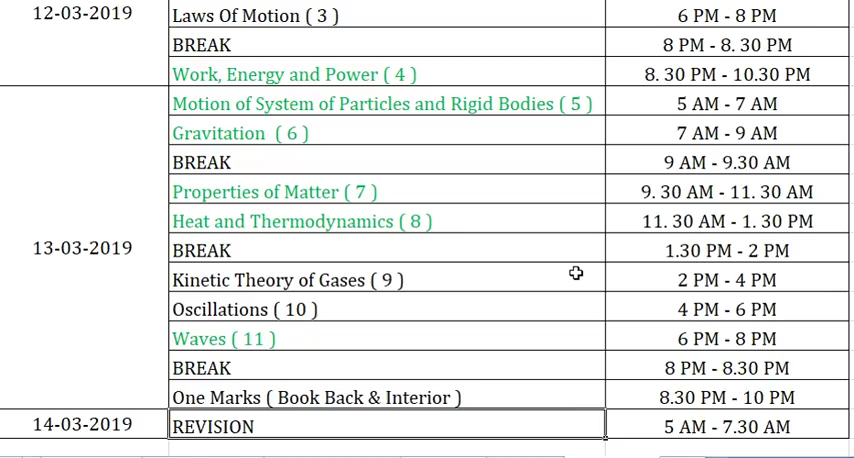 12-03-2019
Laws Of Motion ( 3 ) 6 PM - 8 PM
BREAK 8 PM - 8. 30 PM
Work, Energy and Power ( 4 ) 8. 30 PM - 10.30 PM
13-03-2019
Motion of System of Particles and Rigid Bodies ( 5 ) 5 AM - 7 AM
Gravitation ( 6 ) 7 AM - 9 AM
BREAK 9 AM - 9.30 AM
Properties of Matter ( 7 ) 9. 30 AM - 11. 30 AM
Heat and Thermodynamics ( 8 ) 11. 30 AM - 1. 30 PM
BREAK 1.30 PM - 2 PM
Kinetic Theory of Gases ( 9 ) 2 PM - 4 PM
Oscillations ( 10 ) 4 PM - 6 PM
Waves ( 11 ) 6 PM - 8 PM
BREAK 8 PM - 8.30 PM
One Marks ( Book Back & Interior ) 8.30 PM - 10 PM
14-03-2019 REVISION 5 AM - 7.30 AM